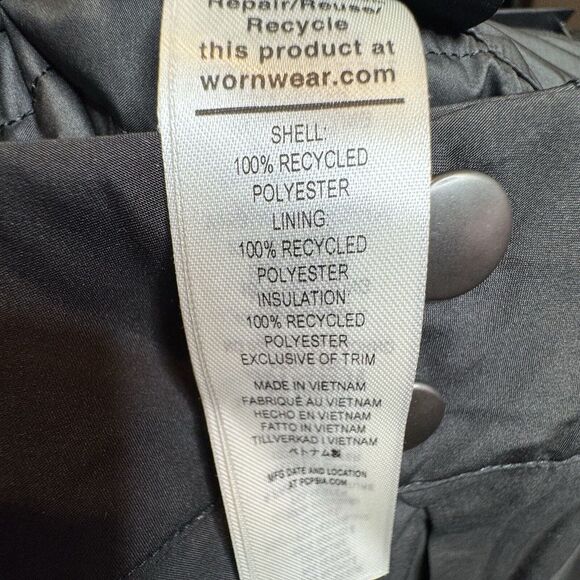 Repair/Reuse/
Recycle
this product at
wornwear.com
SHELL:
100% RECYCLED
POLYESTER
LINING:
100% RECYCLED
POLYESTER
INSULATION:
100% RECYCLED
POLYESTER
EXCLUSIVE OF TRIM
MADE IN VIETNAM
FABRIQUÉ AU VIETNAM
HECHO EN VIETNAM
FATTO IN VIETNAM
TILLVERKAD I VIETNAM
ベトナム製
MFG DATE AND LOCATION
AT PCPSIA.COM